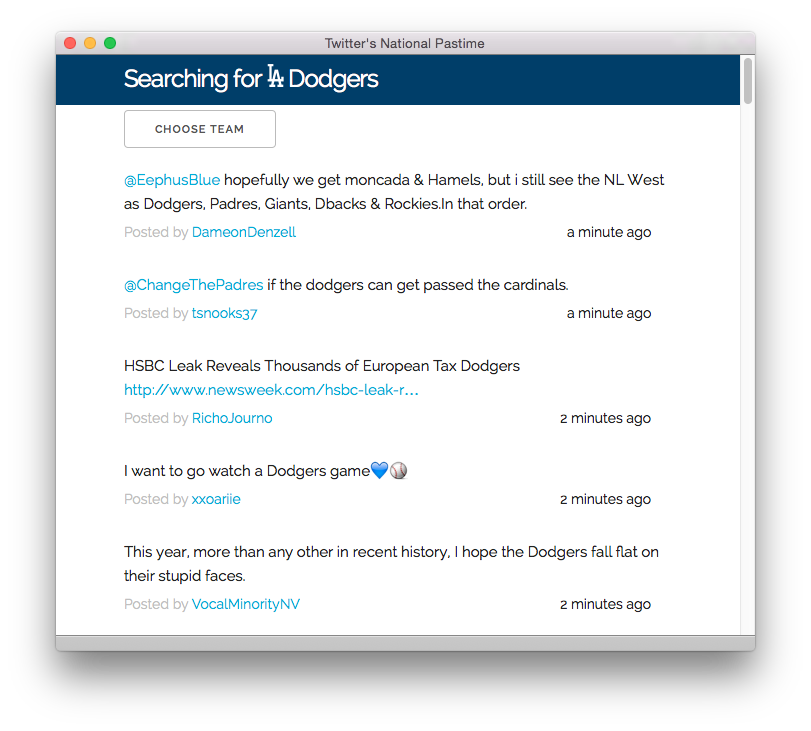 Twitter's National Pastime
Searching for LA Dodgers
CHOOSE TEAM
@EephusBlue hopefully we get moncada & Hamels, but i still see the NL West
as Dodgers, Padres, Giants, Dbacks & Rockies.In that order.
Posted by DameonDenzell a minute ago
@ChangeThePadres if the dodgers can get passed the cardinals.
Posted by tsnooks37 a minute ago
HSBC Leak Reveals Thousands of European Tax Dodgers
http://www.newsweek.com/hsbc-leak-r…
Posted by RichoJourno 2 minutes ago
I want to go watch a Dodgers game💙⚾
Posted by xxoariie 2 minutes ago
This year, more than any other in recent history, I hope the Dodgers fall flat on
their stupid faces.
Posted by VocalMinorityNV 2 minutes ago